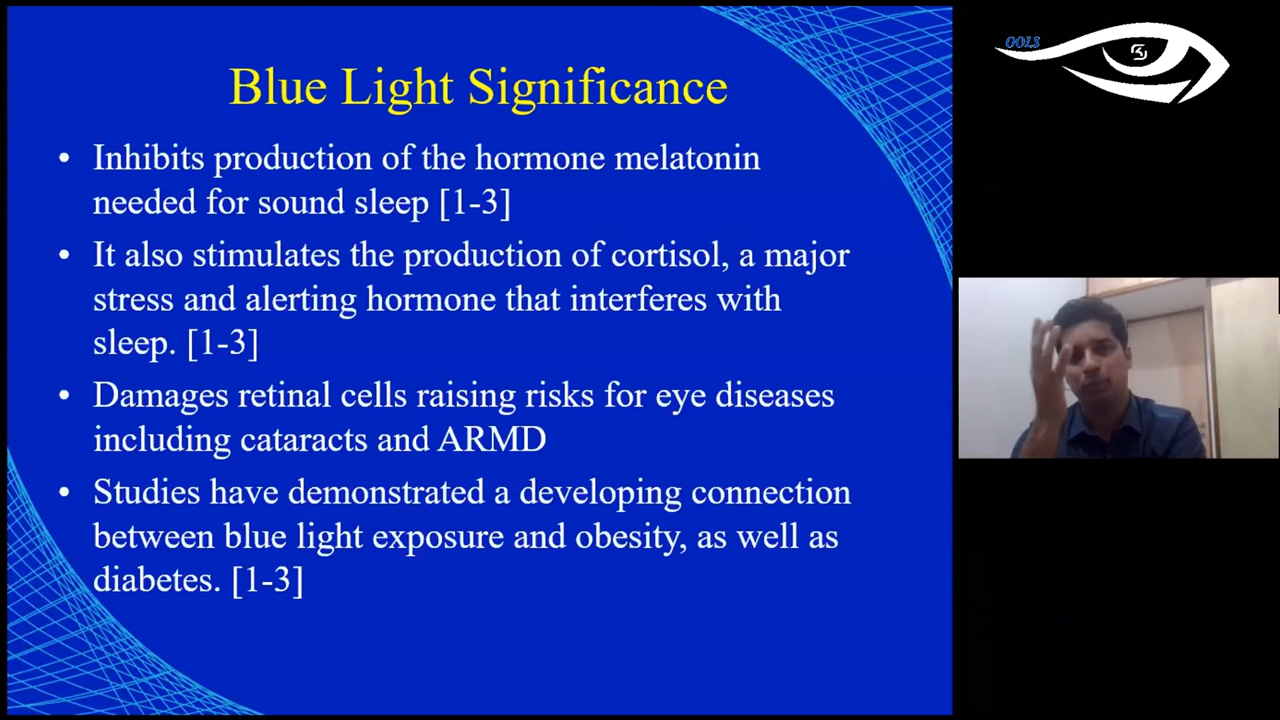 Blue Light Significance
• Inhibits production of the hormone melatonin
needed for sound sleep [1-3]
• It also stimulates the production of cortisol, a major
stress and alerting hormone that interferes with
sleep. [1-3]
• Damages retinal cells raising risks for eye diseases
including cataracts and ARMD
• Studies have demonstrated a developing connection
between blue light exposure and obesity, as well as
diabetes. [1-3]
OOLS